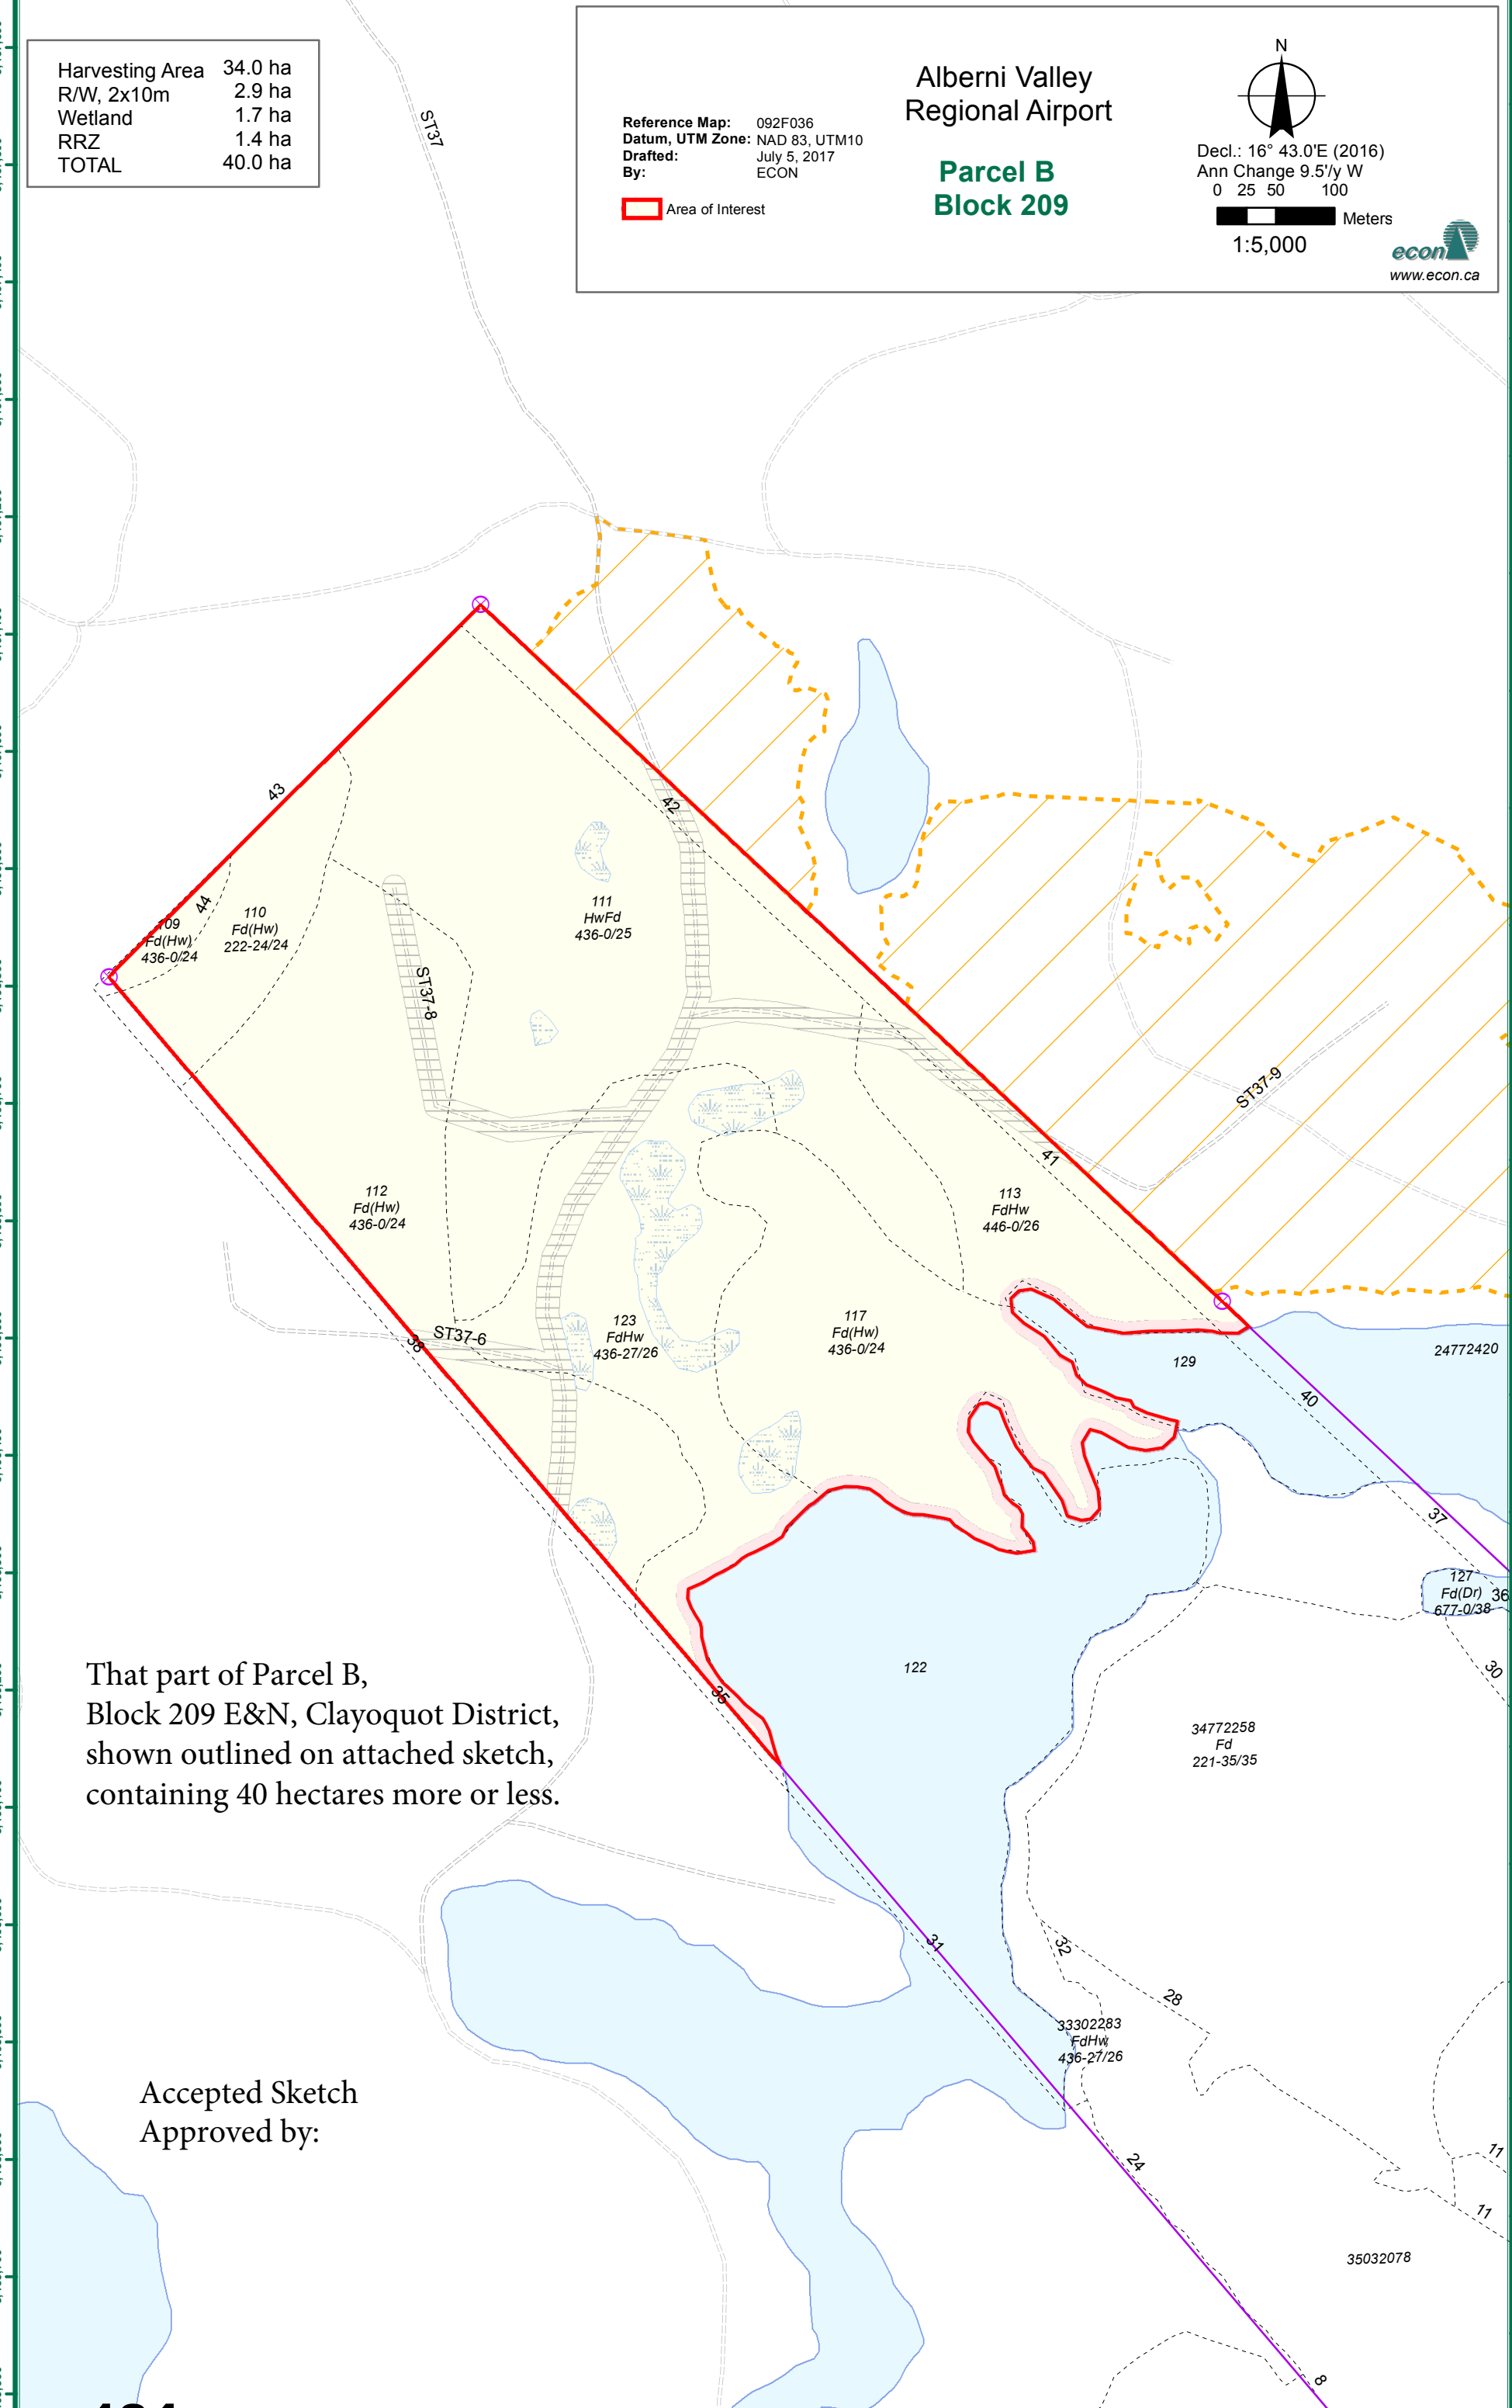 Harvesting Area 34.0 ha
R/W, 2x10m 2.9 ha
Wetland 1.7 ha
RRZ 1.4 ha
TOTAL 40.0 ha
Alberni Valley
Regional Airport
Parcel B
Block 209
Reference Map: 092F036
Datum, UTM Zone: NAD 83, UTM10
Drafted: July 5, 2017
By: ECON
Area of Interest
N
Decl.: 16° 43.0'E (2016)
Ann Change 9.5'/y W
0 25 50 100
Meters
1:5,000
econ
www.econ.ca
ST37
43
42
44
109
Fd(Hw)
436-0/24
110
Fd(Hw)
222-24/24
111
HwFd
436-0/25
ST37-8
ST37-9
41
112
Fd(Hw)
436-0/24
113
FdHw
446-0/26
38
ST37-6
123
FdHw
436-27/26
117
Fd(Hw)
436-0/24
129
24772420
40
37
127
Fd(Dr)
677-0/38
36
30
35
122
34772258
Fd
221-35/35
That part of Parcel B,
Block 209 E&N, Clayoquot District,
shown outlined on attached sketch,
containing 40 hectares more or less.
31
32
28
33302283
FdHw
436-27/26
Accepted Sketch
Approved by:
24
11
11
35032078
8